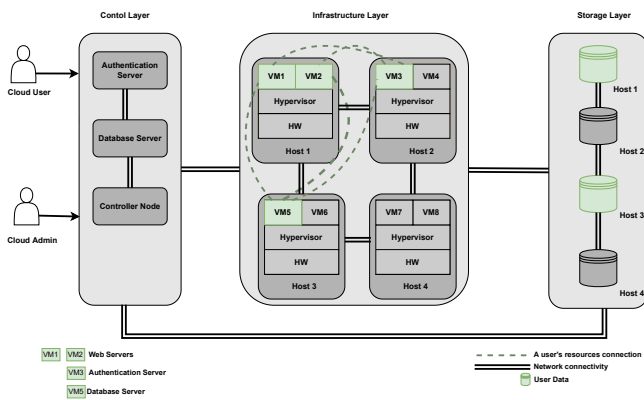 Contol Layer
Infrastructure Layer
Storage Layer
Cloud User
Cloud Admin
Authentication
Server
Database Server
Controller Node
VM1 VM2
Hypervisor
HW
Host 1
VM3 VM4
Hypervisor
HW
Host 2
VM5 VM6
Hypervisor
HW
Host 3
VM7 VM8
Hypervisor
HW
Host 4
Host 1
Host 2
Host 3
Host 4
VM1 VM2 Web Servers
VM3 Authentication Server
VM5 Database Server
A user's resources connection
Network connectivity
User Data